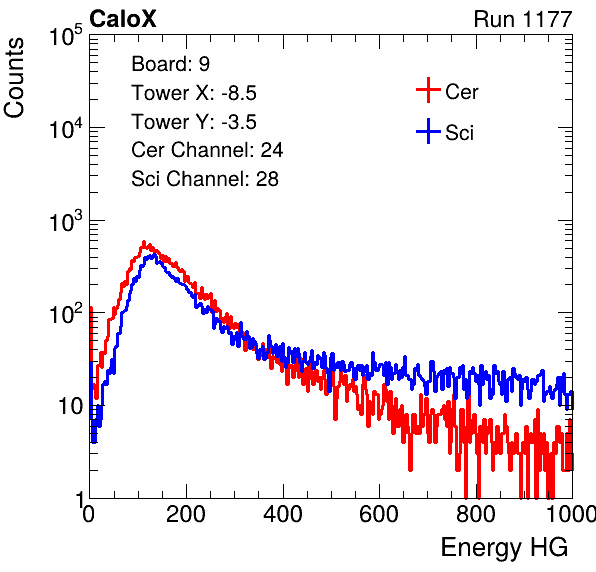 CaloX Run 1177
Counts
Board: 9
Tower X: -8.5
Tower Y: -3.5
Cer Channel: 24
Sci Channel: 28
Cer
Sci
10^5
10^4
10^3
10^2
10
1
0 200 400 600 800 1000
Energy HG